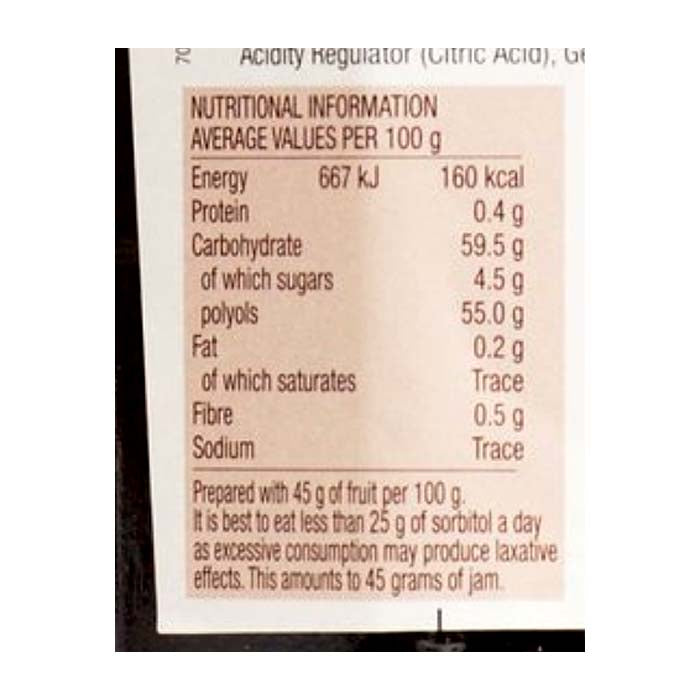 70
Acidity Regulator (Citric Acid),
NUTRITIONAL INFORMATION
AVERAGE VALUES PER 100 g
Energy 667 kJ 160 kcal
Protein 0.4 g
Carbohydrate 59.5 g
of which sugars 4.5 g
polyols 55.0 g
Fat 0.2 g
of which saturates Trace
Fibre 0.5 g
Sodium Trace
Prepared with 45 g of fruit per 100 g.
It is best to eat less than 25 g of sorbitol a day
as excessive consumption may produce laxative
effects. This amounts to 45 grams of jam.